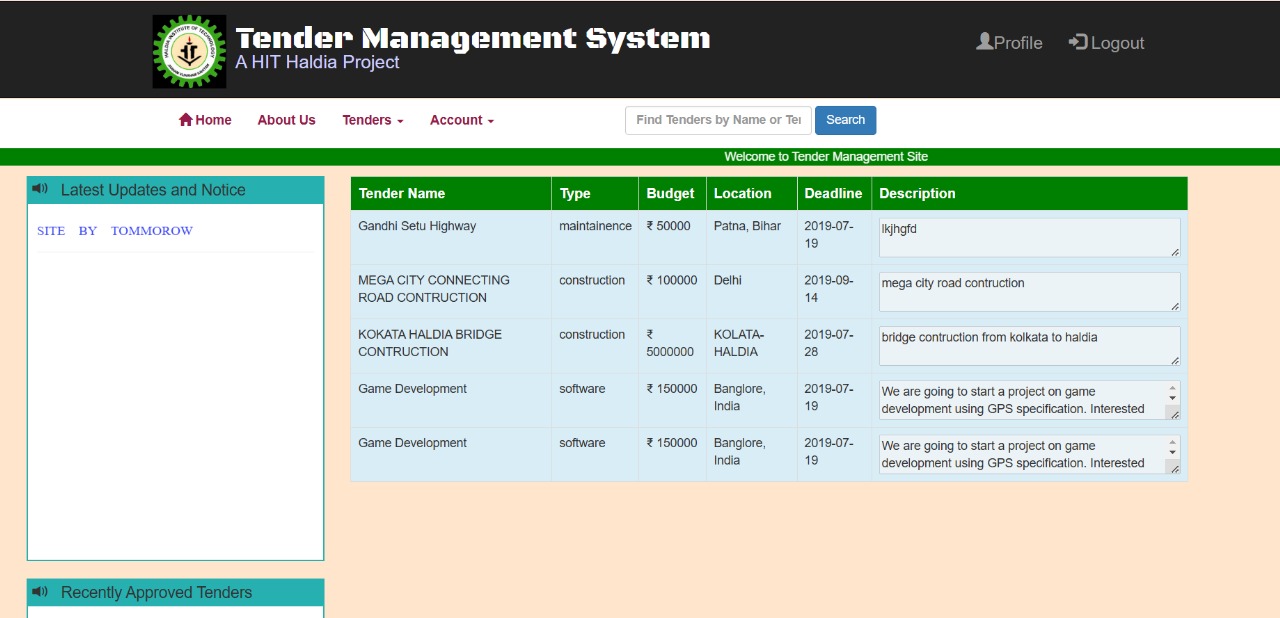 Tender Management System
A HIT Haldia Project
Profile
Logout
Home
About Us
Tenders
Account
Find Tenders by Name or Ter
Search
Welcome to Tender Management Site
Latest Updates and Notice
SITE BY TOMMOROW
Tender Name Type Budget Location Deadline Description
Gandhi Setu Highway maintainence ₹ 50000 Patna, Bihar 2019-07- lkjhgfd
19
MEGA CITY CONNECTING construction ₹ 100000 Delhi 2019-09- mega city road contruction
ROAD CONTRUCTION 14
KOKATA HALDIA BRIDGE construction ₹ KOLATA- 2019-07- bridge contruction from kolkata to haldia
CONTRUCTION 5000000 HALDIA 28
Game Development software ₹ 150000 Banglore, 2019-07- We are going to start a project on game
India 19 development using GPS specification. Interested
Game Development software ₹ 150000 Banglore, 2019-07- We are going to start a project on game
India 19 development using GPS specification. Interested
Recently Approved Tenders